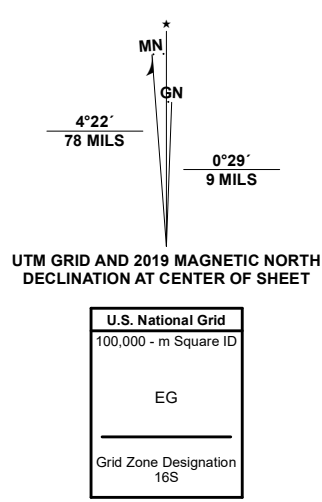 MN
GN
4°22´
78 MILS
0°29´
9 MILS
UTM GRID AND 2019 MAGNETIC NORTH
DECLINATION AT CENTER OF SHEET
U.S. National Grid
100,000 - m Square ID
EG
Grid Zone Designation
16S